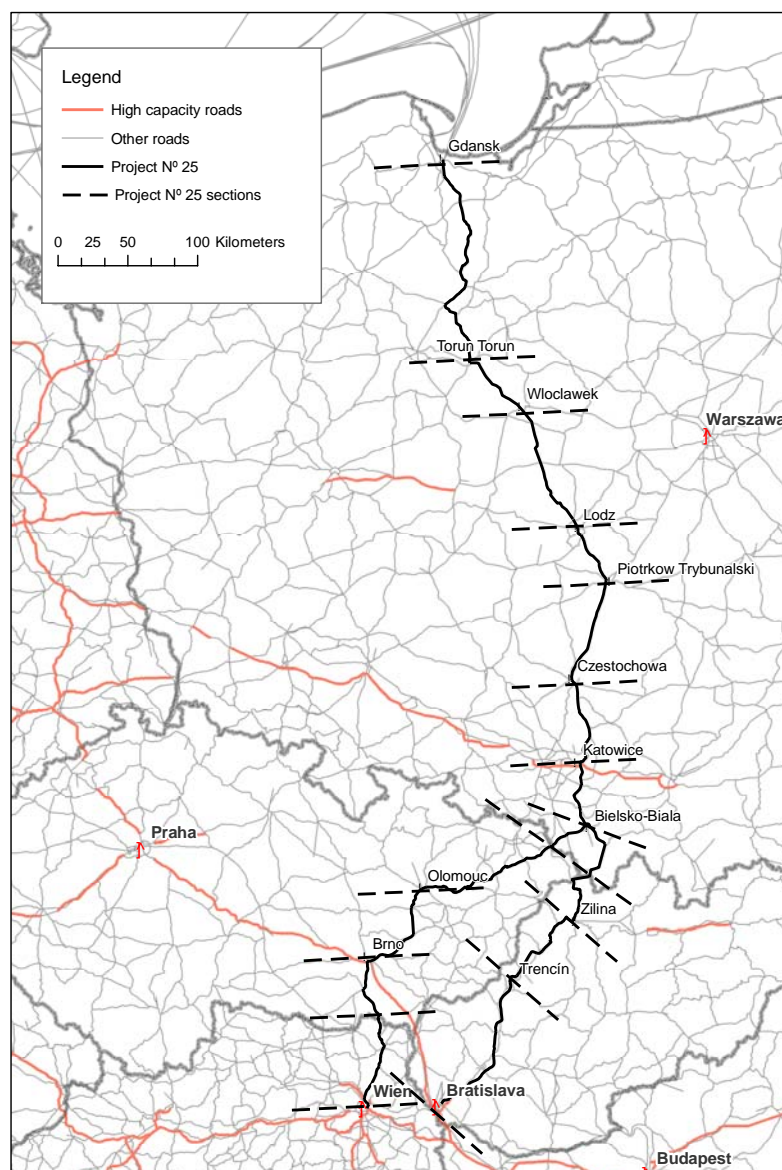 Legend
High capacity roads
Other roads
Project Nº 25
Project Nº 25 sections
0 25 50 100 Kilometers
Gdansk
Torun Torun
Wloclawek
Warszawa
Lodz
Piotrkow Trybunalski
Czestochowa
Katowice
Bielsko-Biala
Praha
Olomouc
Zilina
Brno
Trencín
Wien
Bratislava
Budapest